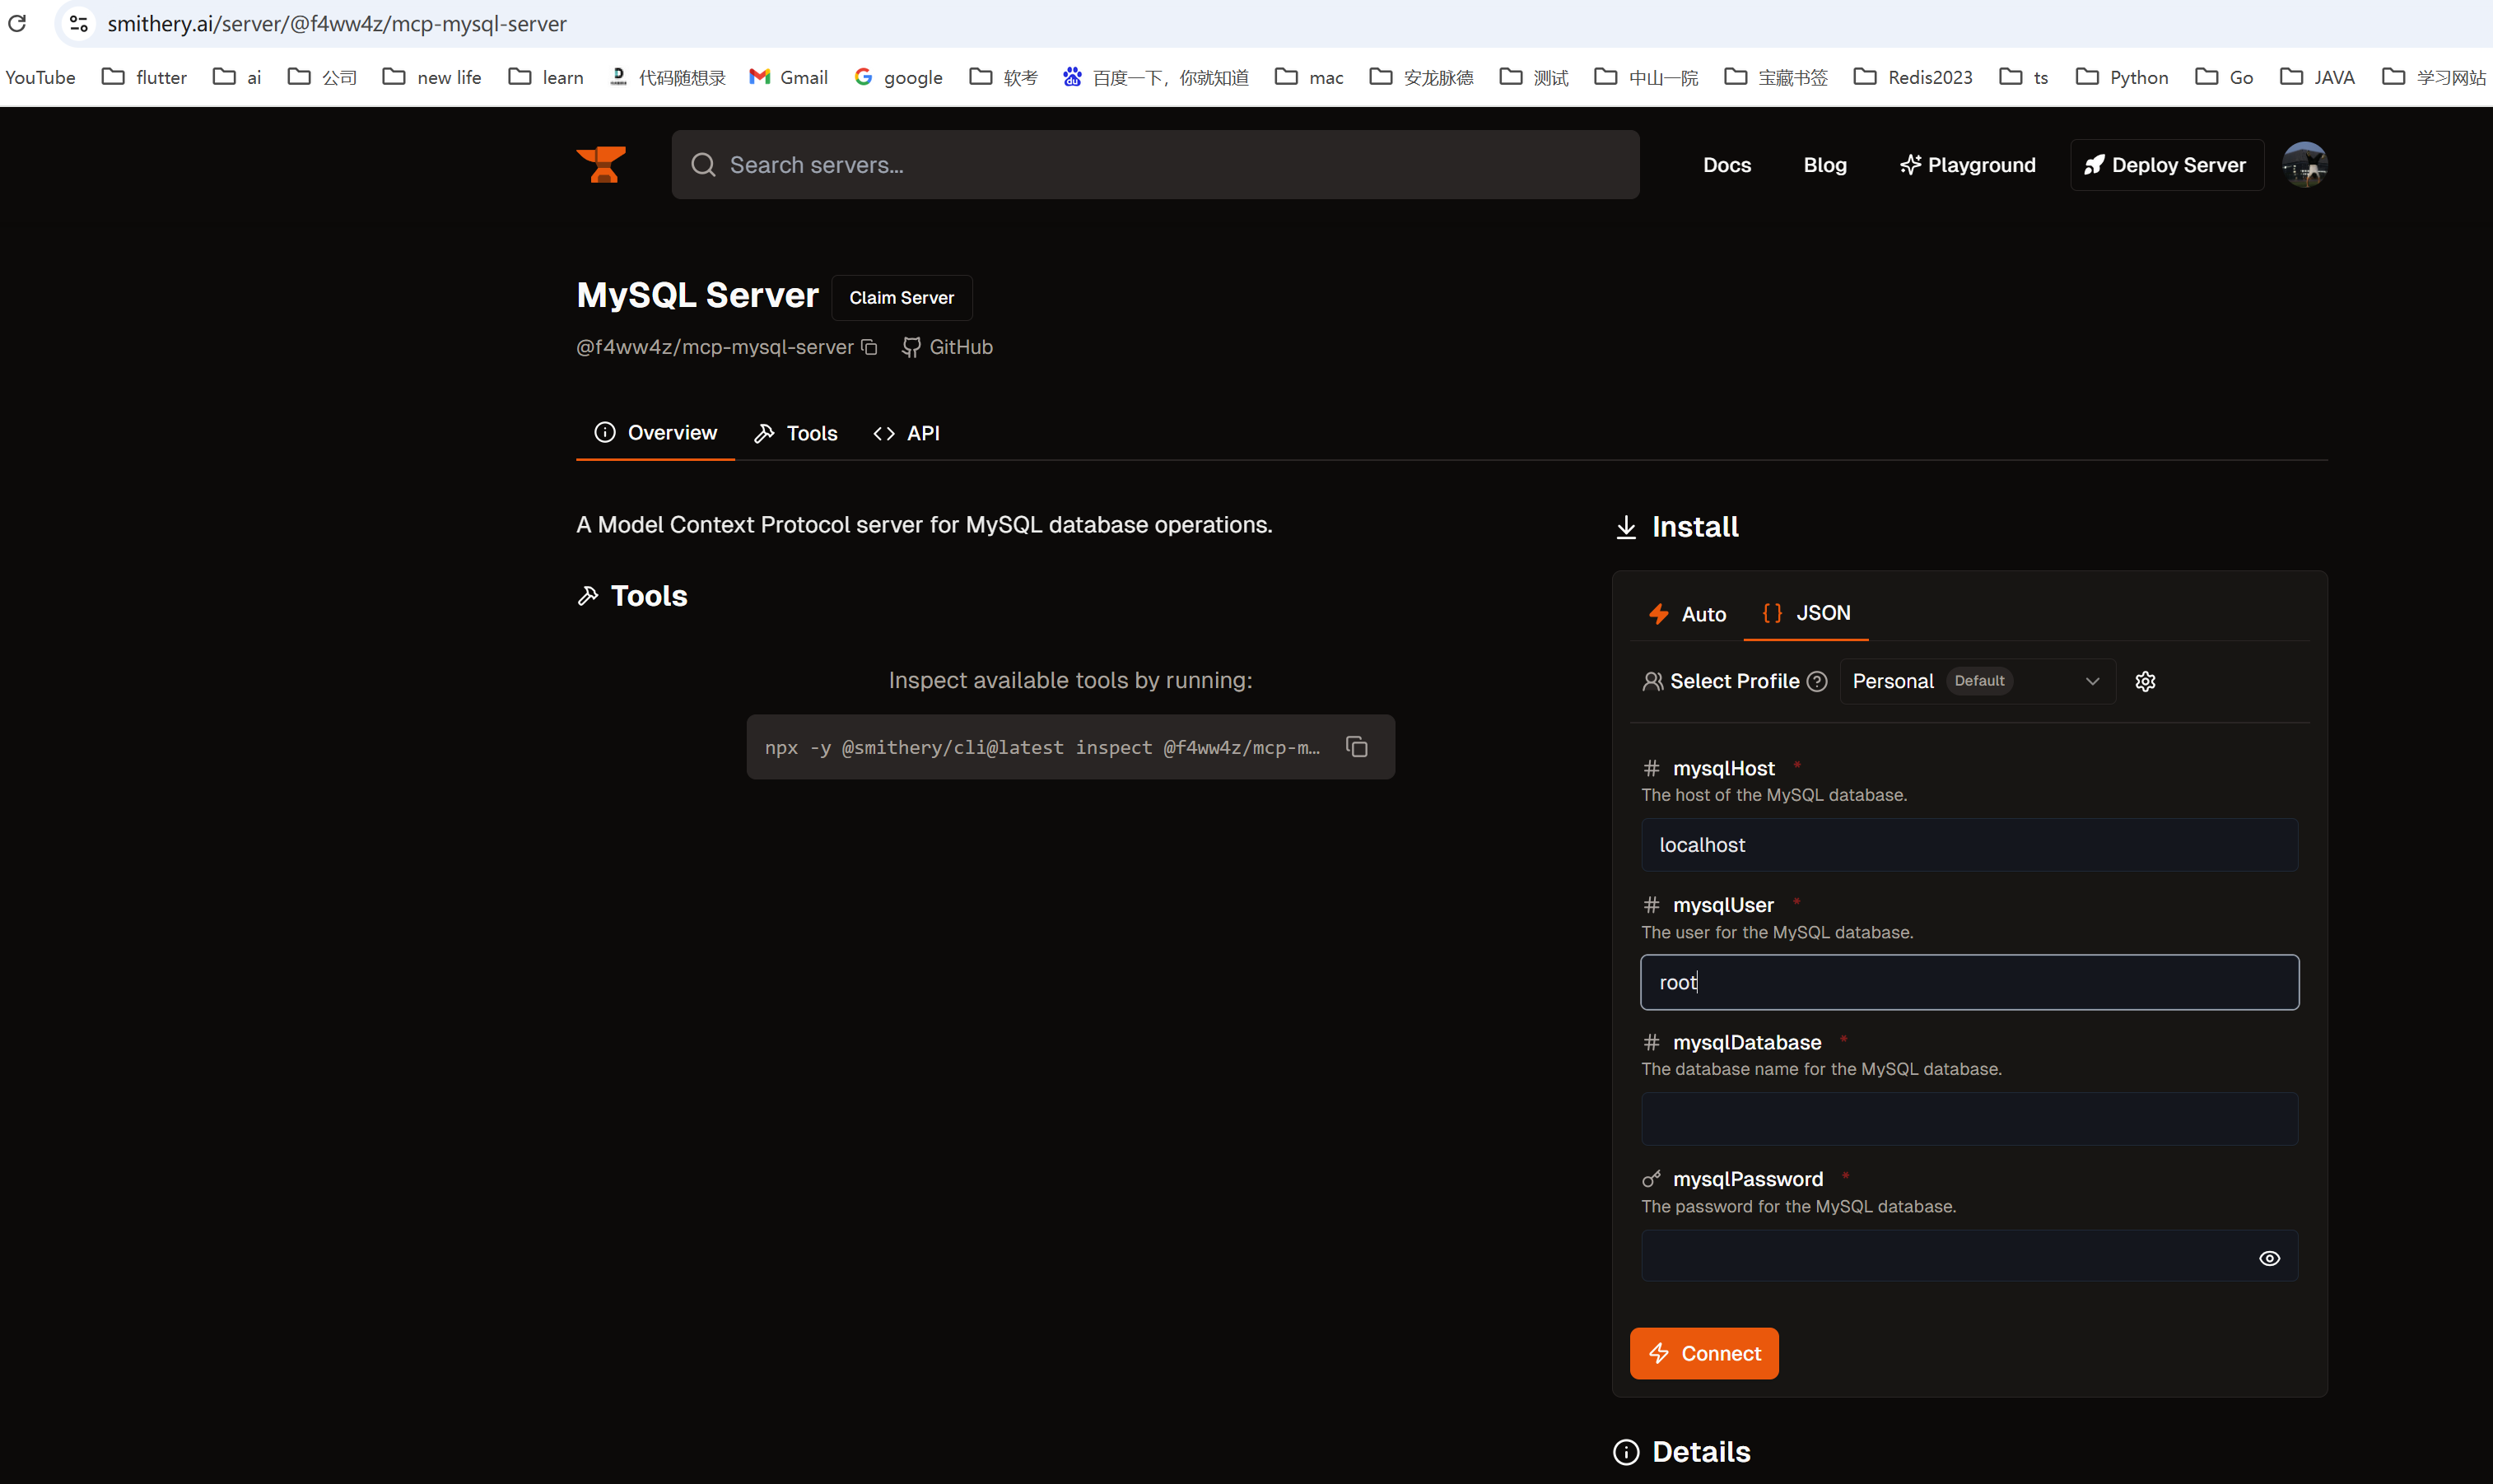 smithery.ai/server/@f4ww4z/mcp-mysql-server
YouTube flutter ai 公司 new life learn 代码随想录 Gmail google 软考 百度一下，你就知道 mac 安龙脉德 测试 中山一院 宝藏书签 Redis2023 ts Python Go JAVA 学习网站
Search servers... Docs Blog Playground Deploy Server
MySQL Server Claim Server
@f4ww4z/mcp-mysql-server GitHub
Overview Tools API
A Model Context Protocol server for MySQL database operations.
Tools
Inspect available tools by running:
npx -y @smithery/cli@latest inspect @f4ww4z/mcp-m…
Install
Auto {} JSON
Select Profile Personal Default
# mysqlHost *
The host of the MySQL database.
localhost
# mysqlUser *
The user for the MySQL database.
root
# mysqlDatabase *
The database name for the MySQL database.
mysqlPassword *
The password for the MySQL database.
Connect
Details